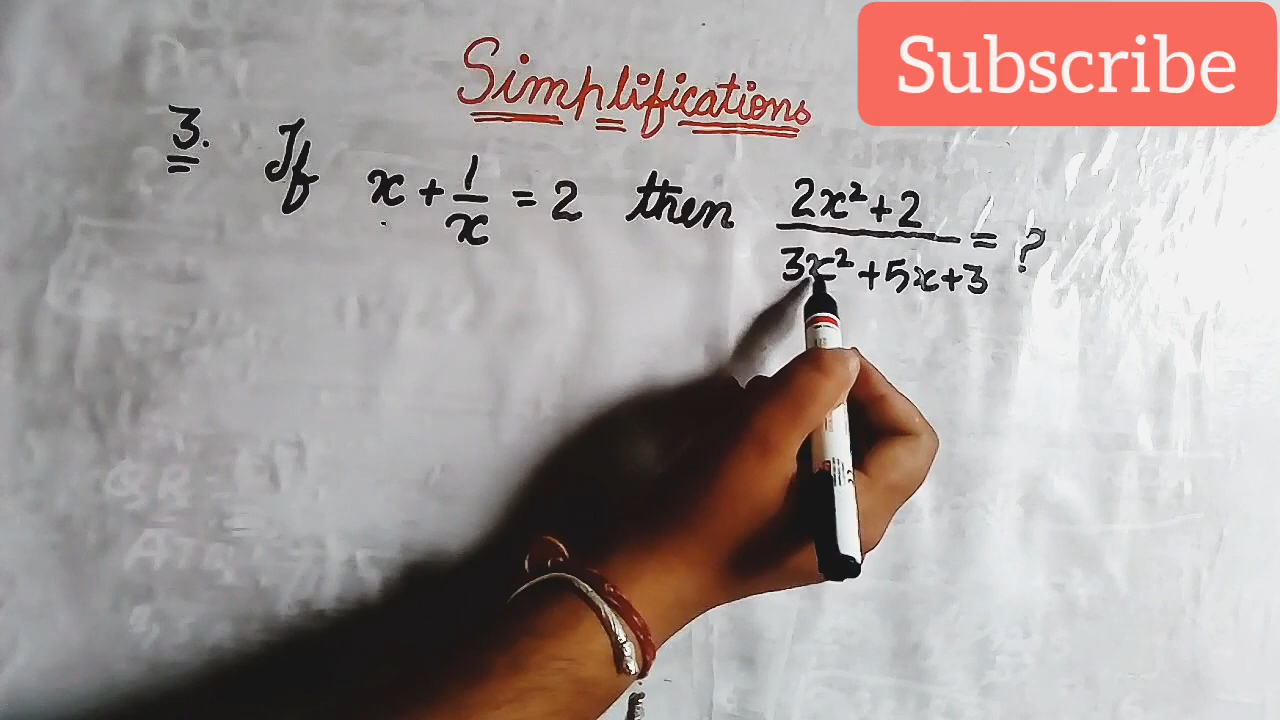 Subscribe
Simplifications
3. If x + 1/x = 2 then (2x² + 2)/(3x² + 5x + 3) = ?